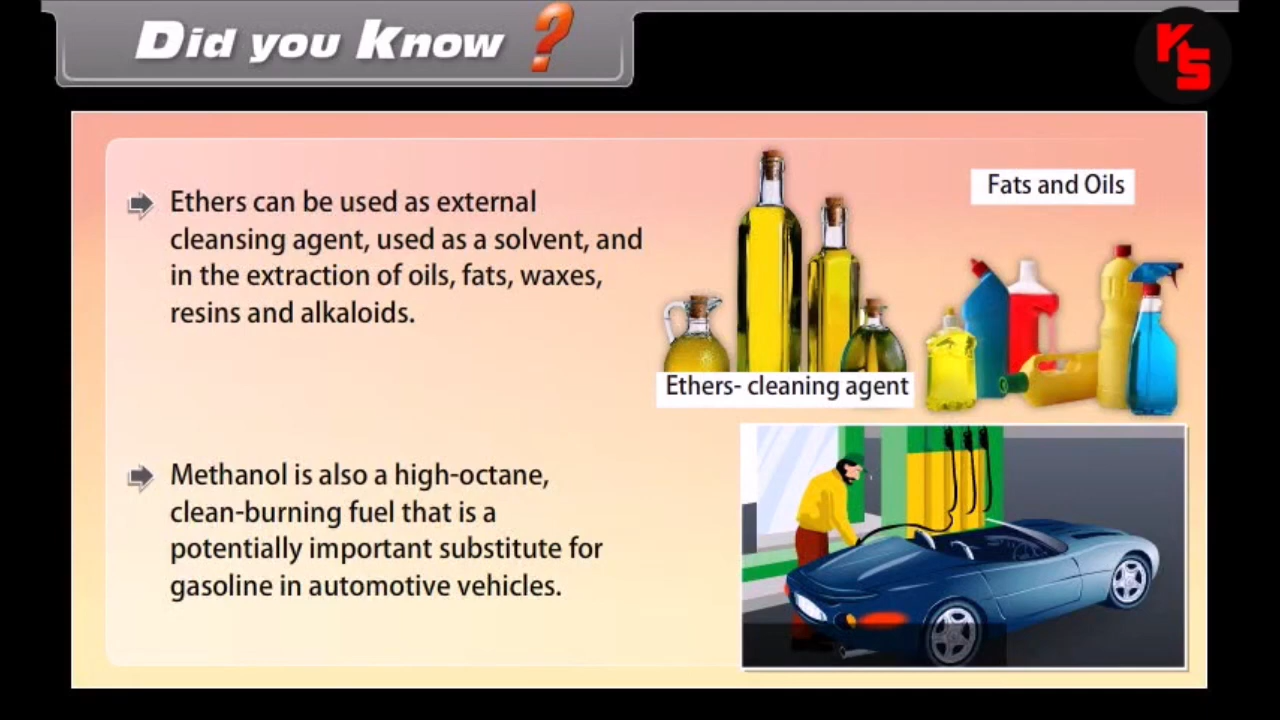 Did you Know ?
KS
Ethers can be used as external
cleansing agent, used as a solvent, and
in the extraction of oils, fats, waxes,
resins and alkaloids.
Fats and Oils
Ethers- cleaning agent
Methanol is also a high-octane,
clean-burning fuel that is a
potentially important substitute for
gasoline in automotive vehicles.